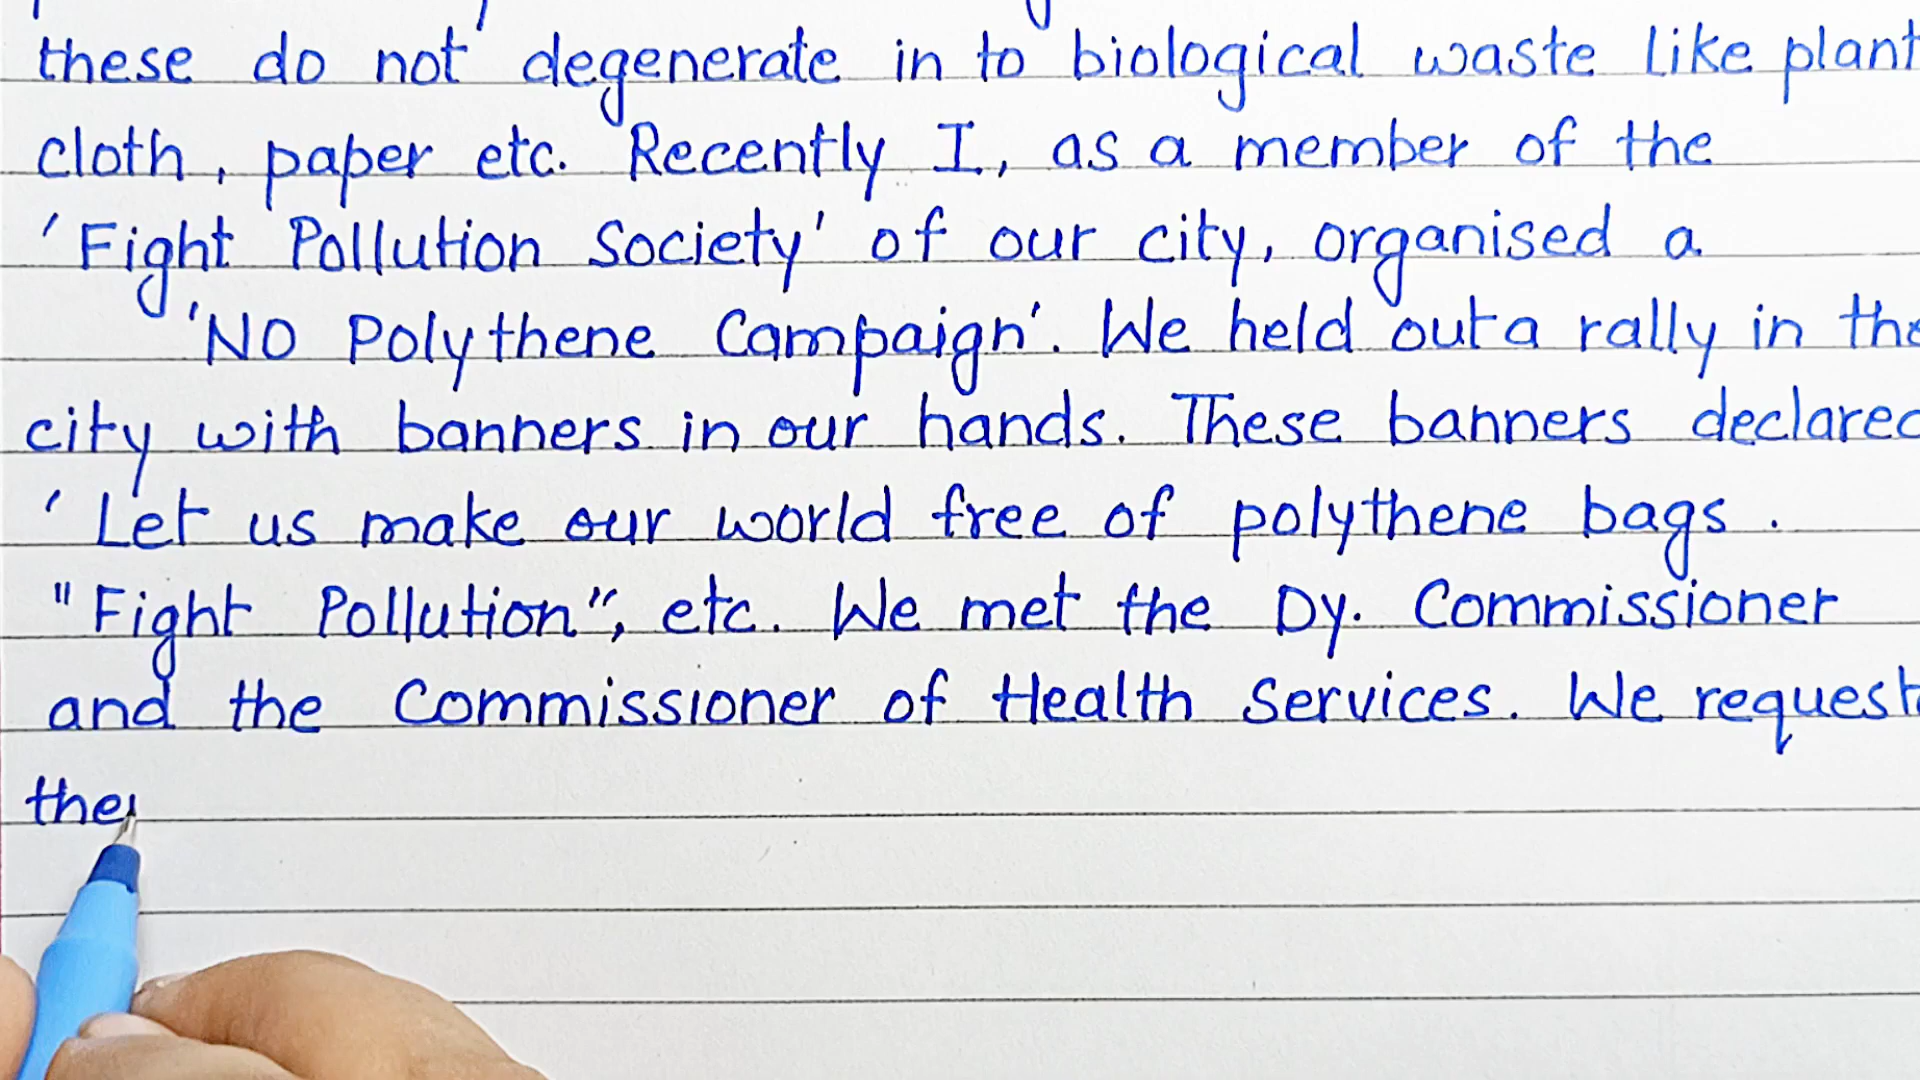 these do not degenerate in to biological waste like plant
cloth, paper etc. Recently I, as a member of the
'Fight Pollution Society' of our city, organised a
'NO Polythene Campaign'. We held out a rally in the
city with banners in our hands. These banners declared
'Let us make our world free of polythene bags.
"Fight Pollution", etc. We met the Dy. Commissioner
and the Commissioner of Health Services. We request
the